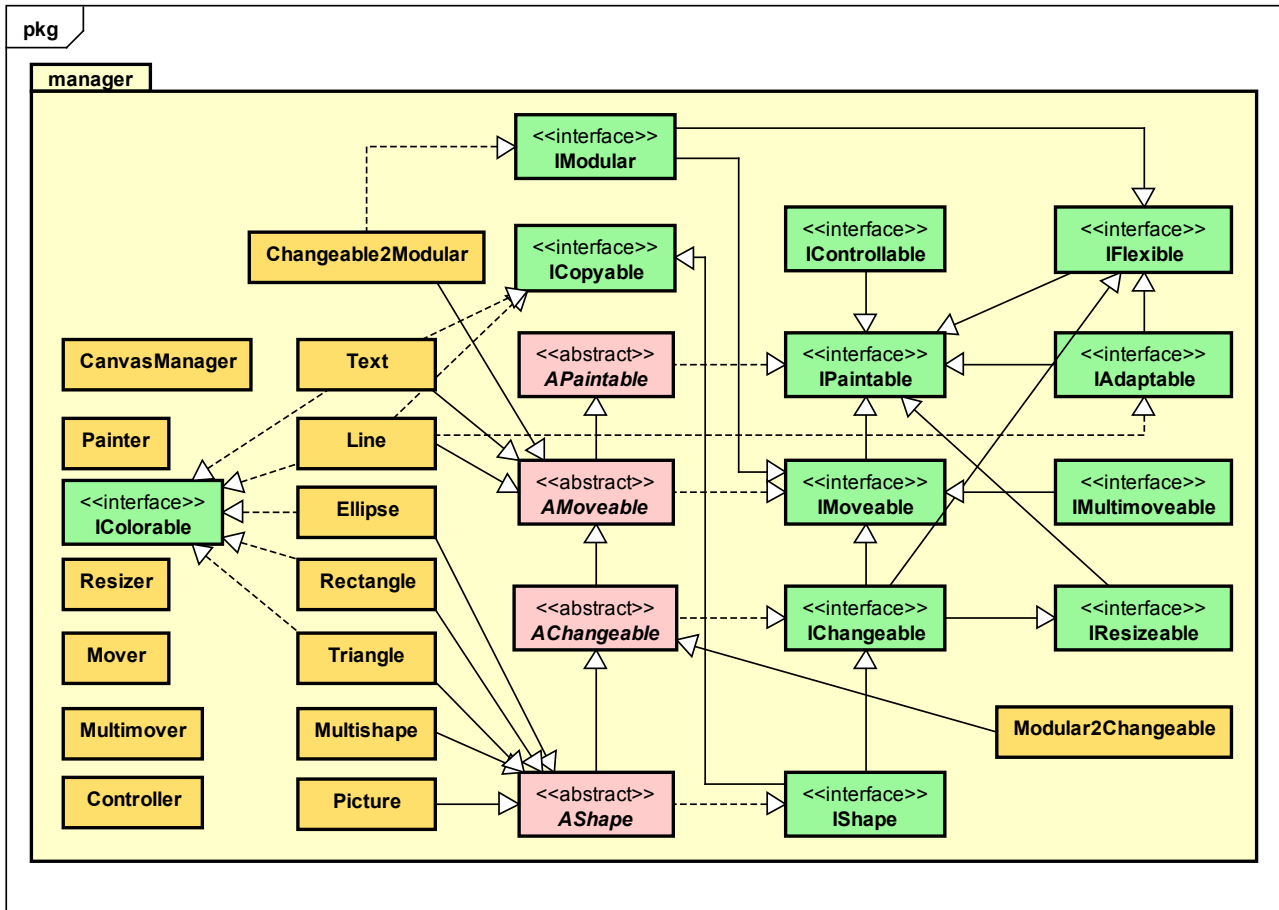 pkg
manager
<<interface>>
IModular
Changeable2Modular
<<interface>>
ICopyable
<<interface>>
IControllable
<<interface>>
IFlexible
CanvasManager
Text
<<abstract>>
APaintable
<<interface>>
IPaintable
<<interface>>
IAdaptable
Painter
Line
<<interface>>
IColorable
Ellipse
<<abstract>>
AMoveable
<<interface>>
IMoveable
<<interface>>
IMultimoveable
Resizer
Rectangle
<<abstract>>
AChangeable
<<interface>>
IChangeable
<<interface>>
IResizeable
Mover
Triangle
Multimover
Multishape
Modular2Changeable
Controller
Picture
<<abstract>>
AShape
<<interface>>
IShape